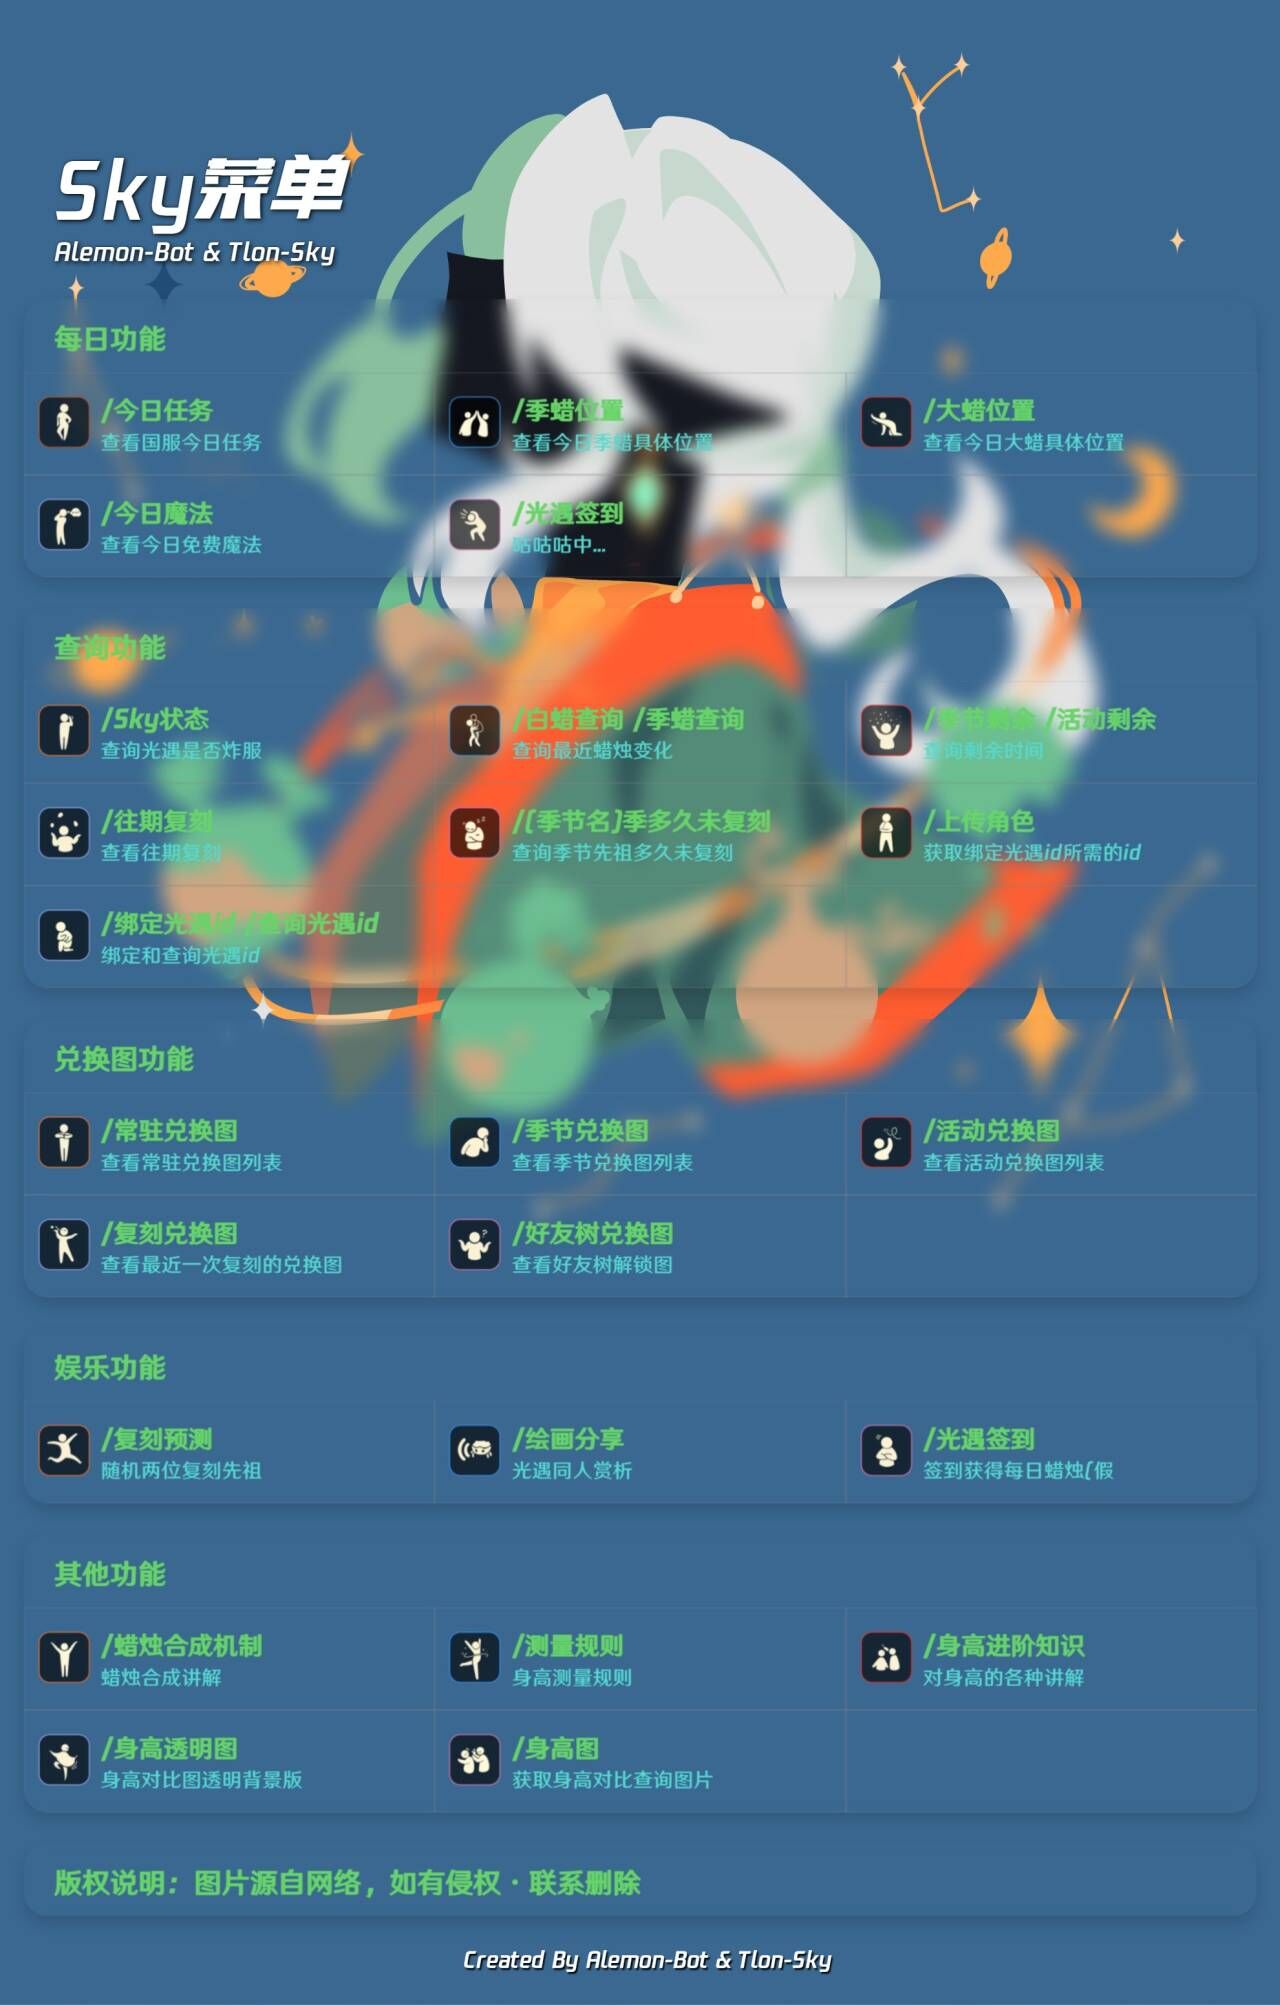 Sky菜单
Alemon-Bot & Tlon-Sky
每日功能
/今日任务
查看国服今日任务
/季蜡位置
查看今日季蜡具体位置
/大蜡位置
查看今日大蜡具体位置
/今日魔法
查看今日免费魔法
/光遇签到
咕咕咕中...
查询功能
/Sky状态
查询光遇是否炸服
/白蜡查询 /季蜡查询
查询最近蜡烛变化
/季节剩余 /活动剩余
查询剩余时间
/往期复刻
查看往期复刻
/[季节名]季多久未复刻
查询季节先祖多久未复刻
/上传角色
获取绑定光遇id所需的id
/绑定光遇id /查询光遇id
绑定和查询光遇id
兑换图功能
/常驻兑换图
查看常驻兑换图列表
/季节兑换图
查看季节兑换图列表
/活动兑换图
查看活动兑换图列表
/复刻兑换图
查看最近一次复刻的兑换图
/好友树兑换图
查看好友树解锁图
娱乐功能
/复刻预测
随机两位复刻先祖
/绘画分享
光遇同人赏析
/光遇签到
签到获得每日蜡烛(假
其他功能
/蜡烛合成机制
蜡烛合成讲解
/测量规则
身高测量规则
/身高进阶知识
对身高的各种讲解
/身高透明图
身高对比图透明背景版
/身高图
获取身高对比查询图片
版权说明：图片源自网络，如有侵权·联系删除
Created By Alemon-Bot & Tlon-Sky